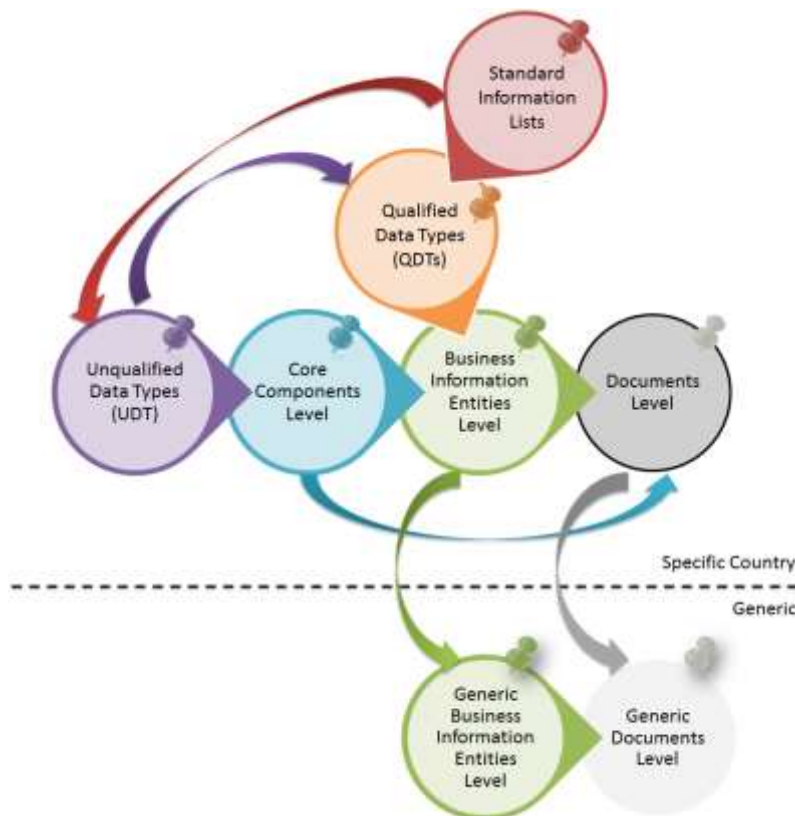 Standard
Information
Lists
Qualified
Data Types
(QDTs)
Unqualified
Data Types
(UDT)
Core
Components
Level
Business
Information
Entities
Level
Documents
Level
Specific Country
Generic
Generic
Business
Information
Entities
Level
Generic
Documents
Level